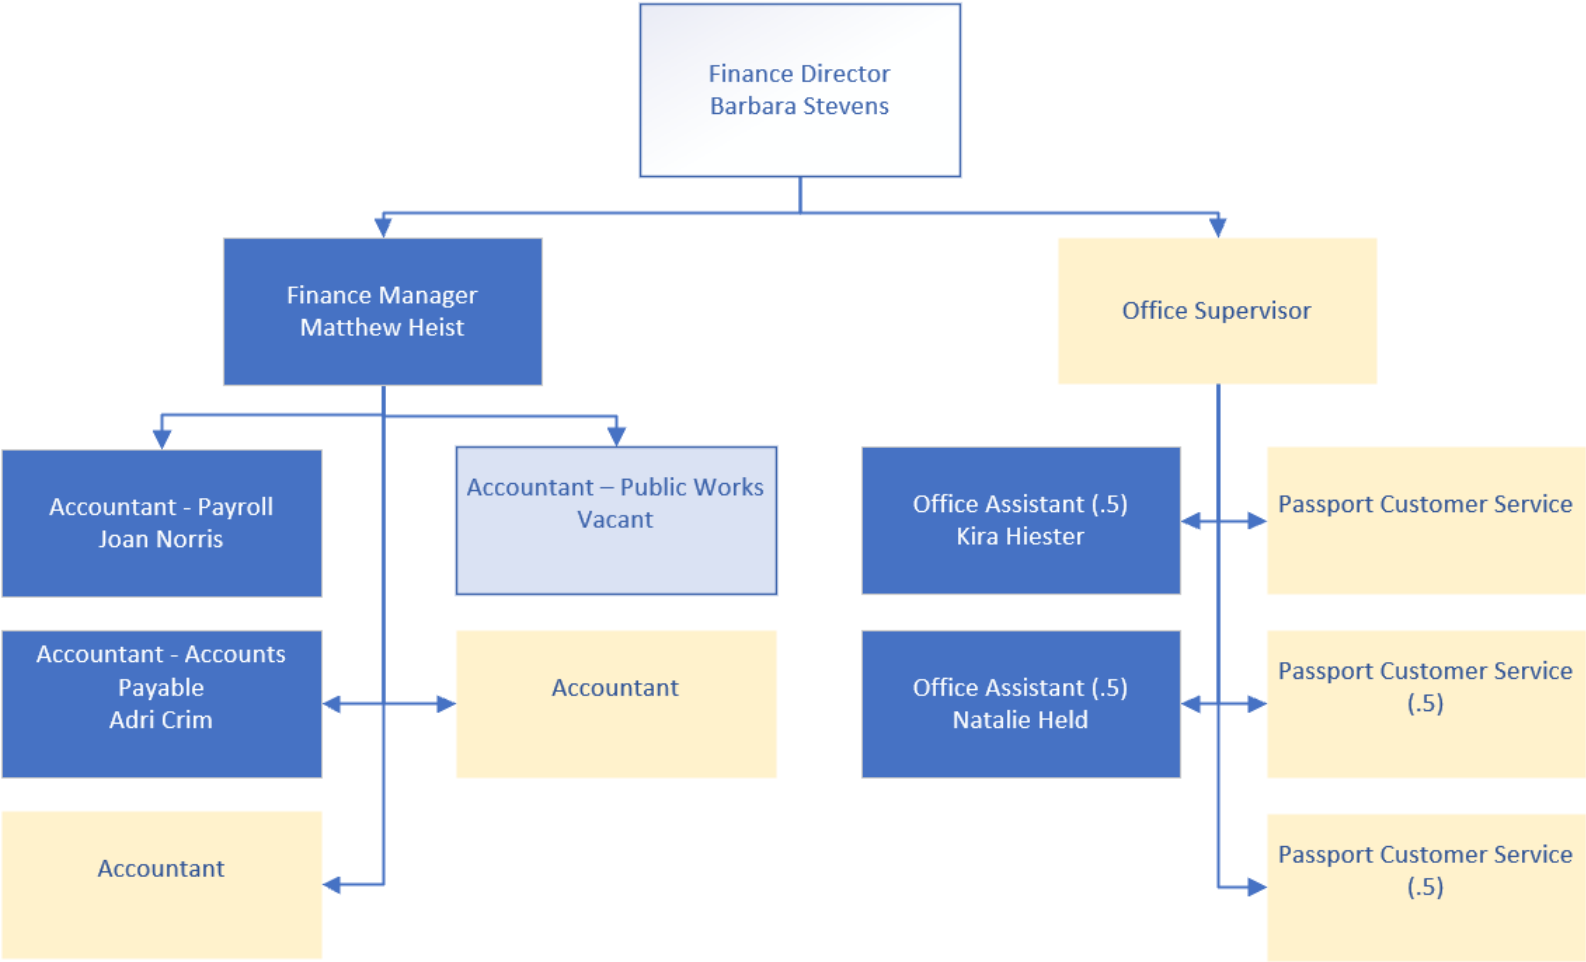 Finance Director
Barbara Stevens
Finance Manager
Matthew Heist
Office Supervisor
Accountant - Payroll
Joan Norris
Accountant – Public Works
Vacant
Office Assistant (.5)
Kira Hiester
Passport Customer Service
Accountant - Accounts
Payable
Adri Crim
Accountant
Office Assistant (.5)
Natalie Held
Passport Customer Service
(.5)
Accountant
Passport Customer Service
(.5)